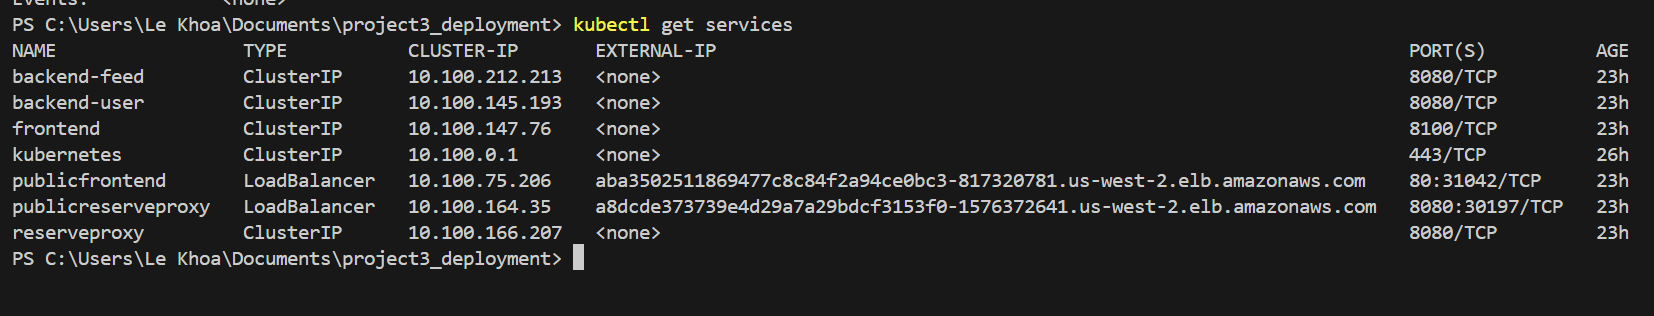 Events: <none>
PS C:\Users\Le Khoa\Documents\project3_deployment> kubectl get services
NAME TYPE CLUSTER-IP EXTERNAL-IP PORT(S) AGE
backend-feed ClusterIP 10.100.212.213 <none> 8080/TCP 23h
backend-user ClusterIP 10.100.145.193 <none> 8080/TCP 23h
frontend ClusterIP 10.100.147.76 <none> 8100/TCP 23h
kubernetes ClusterIP 10.100.0.1 <none> 443/TCP 26h
publicfrontend LoadBalancer 10.100.75.206 aba3502511869477c8c84f2a94ce0bc3-817320781.us-west-2.elb.amazonaws.com 80:31042/TCP 23h
publicreserveproxy LoadBalancer 10.100.164.35 a8dcde373739e4d29a7a29bdcf3153f0-1576372641.us-west-2.elb.amazonaws.com 8080:30197/TCP 23h
reserveproxy ClusterIP 10.100.166.207 <none> 8080/TCP 23h
PS C:\Users\Le Khoa\Documents\project3_deployment>